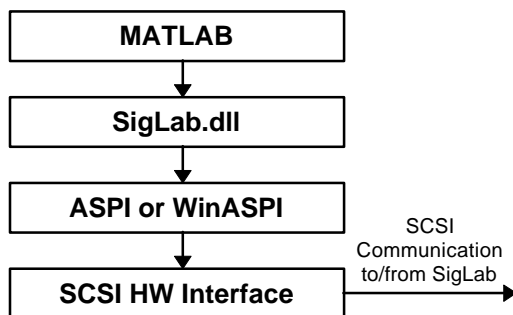 MATLAB
SigLab.dll
ASPI or WinASPI
SCSI HW Interface
SCSI
Communication
to/from SigLab